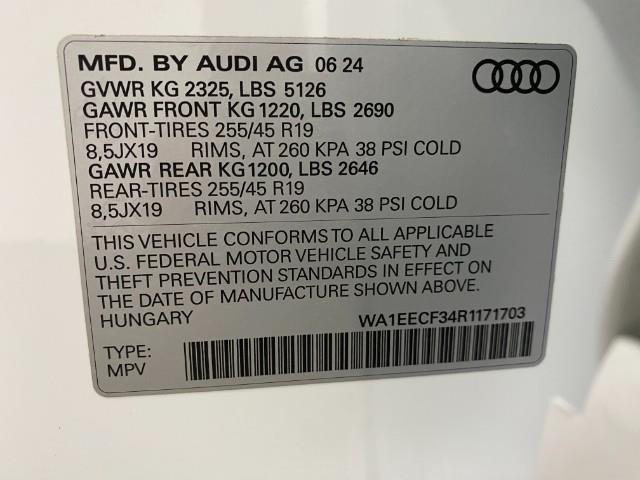 MFD. BY AUDI AG 06 24
GVWR KG 2325, LBS 5126
GAWR FRONT KG 1220, LBS 2690
FRONT-TIRES 255/45 R19
8,5JX19 RIMS, AT 260 KPA 38 PSI COLD
GAWR REAR KG 1200, LBS 2646
REAR-TIRES 255/45 R19
8,5JX19 RIMS, AT 260 KPA 38 PSI COLD
THIS VEHICLE CONFORMS TO ALL APPLICABLE
U.S. FEDERAL MOTOR VEHICLE SAFETY AND
THEFT PREVENTION STANDARDS IN EFFECT ON
THE DATE OF MANUFACTURE SHOWN ABOVE.
HUNGARY WA1EECF34R1171703
TYPE:
MPV